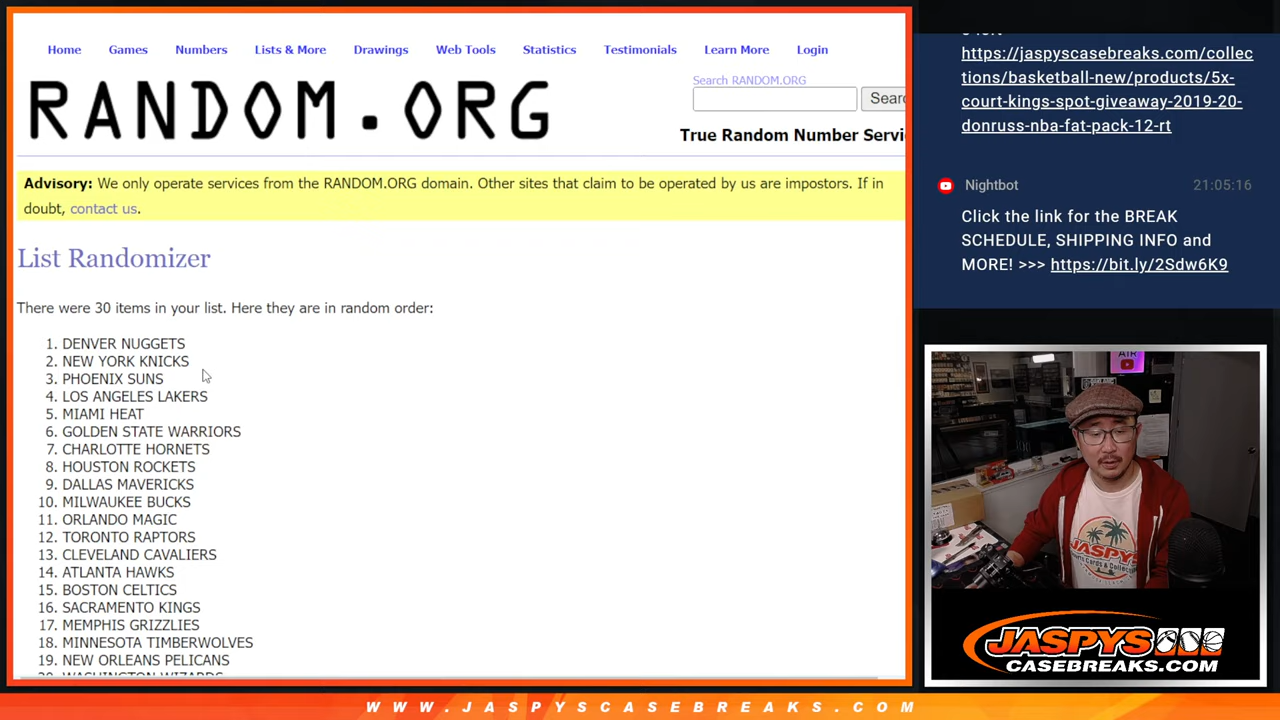 Home Games Numbers Lists & More Drawings Web Tools Statistics Testimonials Learn More Login
RANDOM.ORG
Search RANDOM.ORG
Searc
True Random Number Servi
Advisory: We only operate services from the RANDOM.ORG domain. Other sites that claim to be operated by us are impostors. If in
doubt, contact us.
List Randomizer
There were 30 items in your list. Here they are in random order:
1. DENVER NUGGETS
2. NEW YORK KNICKS
3. PHOENIX SUNS
4. LOS ANGELES LAKERS
5. MIAMI HEAT
6. GOLDEN STATE WARRIORS
7. CHARLOTTE HORNETS
8. HOUSTON ROCKETS
9. DALLAS MAVERICKS
10. MILWAUKEE BUCKS
11. ORLANDO MAGIC
12. TORONTO RAPTORS
13. CLEVELAND CAVALIERS
14. ATLANTA HAWKS
15. BOSTON CELTICS
16. SACRAMENTO KINGS
17. MEMPHIS GRIZZLIES
18. MINNESOTA TIMBERWOLVES
19. NEW ORLEANS PELICANS
20. WASHINGTON WIZARDS
https://jaspyscasebreaks.com/collec
tions/basketball-new/products/5x-
court-kings-spot-giveaway-2019-20-
donruss-nba-fat-pack-12-rt
Nightbot 21:05:16
Click the link for the BREAK
SCHEDULE, SHIPPING INFO and
MORE! >>> https://bit.ly/2Sdw6K9
AIR
JASPYS
JASPYS
CASEBREAKS.COM
WWW.JASPYSCASEBREAKS.COM